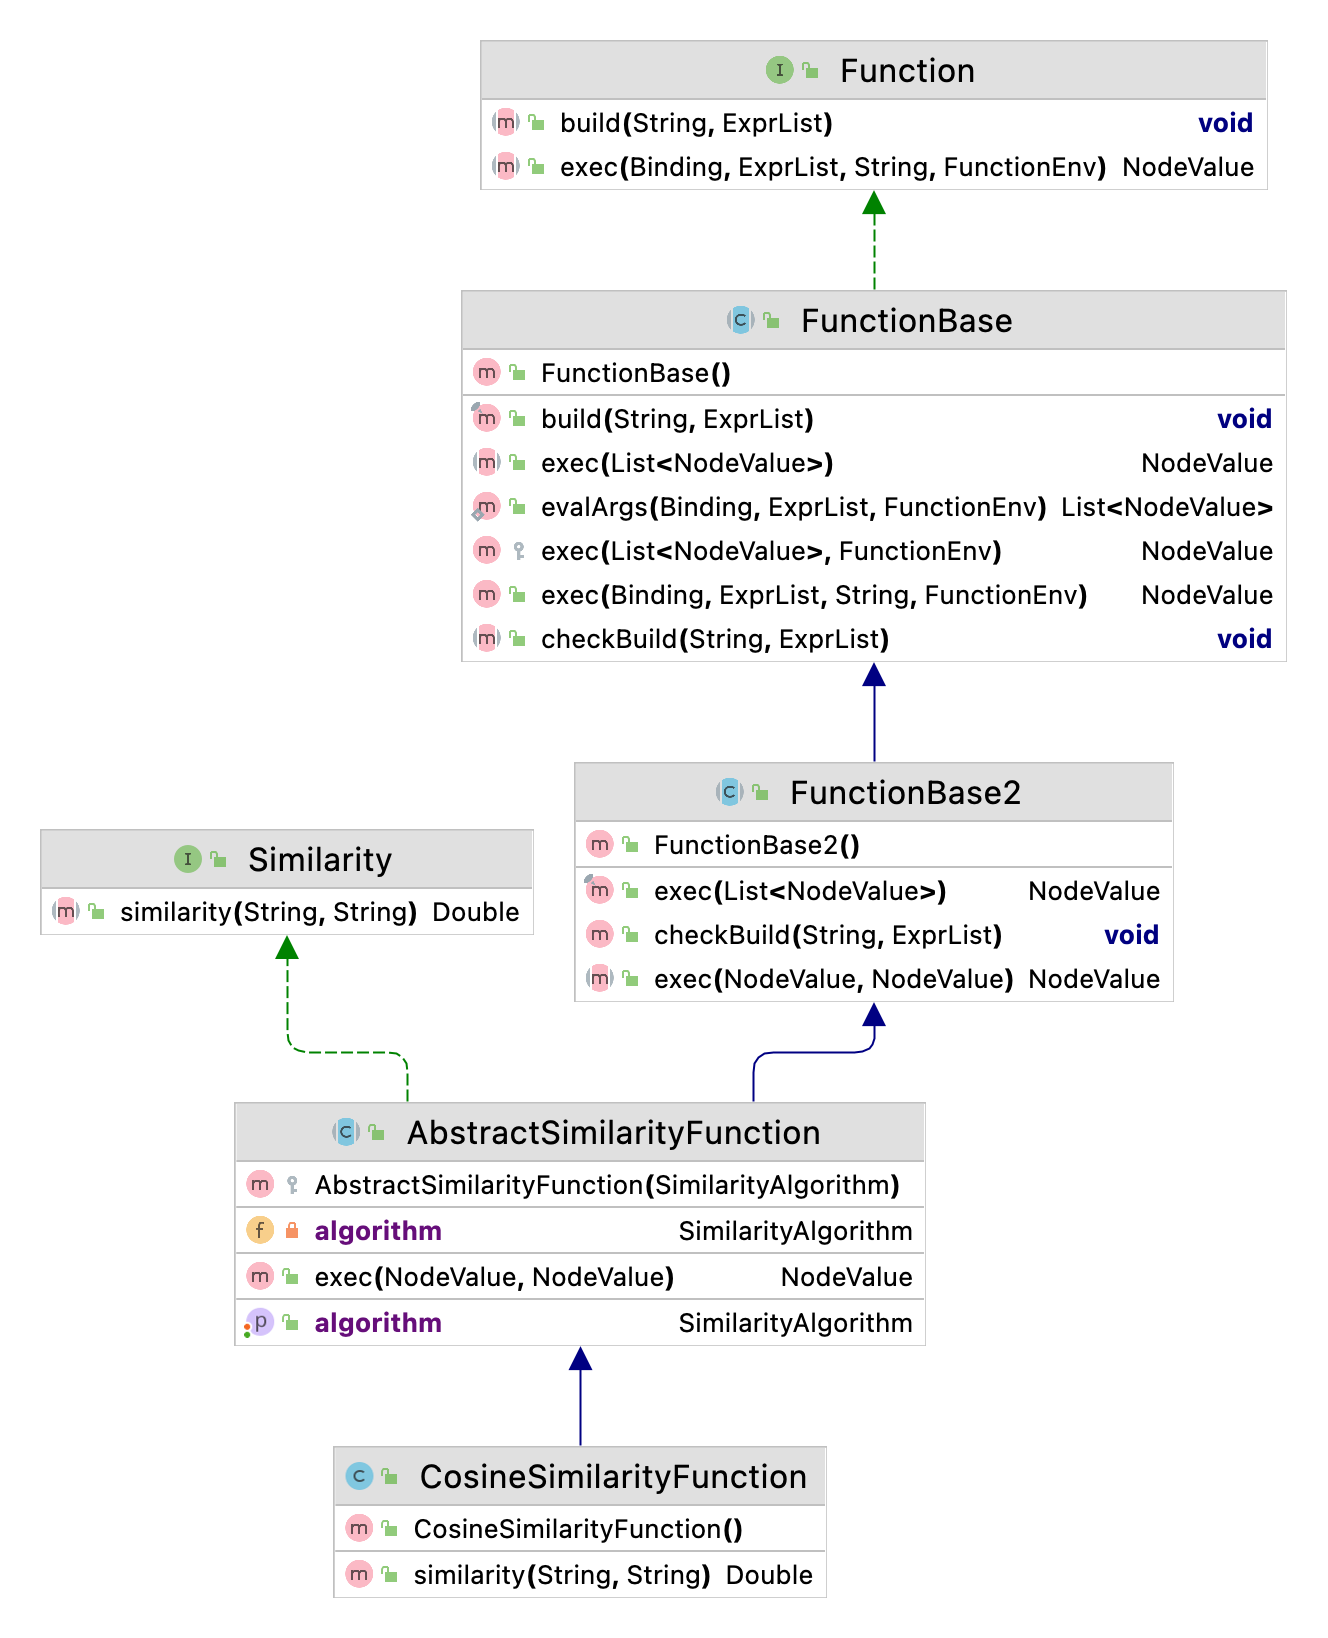 Function
build(String, ExprList) void
exec(Binding, ExprList, String, FunctionEnv) NodeValue
FunctionBase
FunctionBase()
build(String, ExprList) void
exec(List<NodeValue>) NodeValue
evalArgs(Binding, ExprList, FunctionEnv) List<NodeValue>
exec(List<NodeValue>, FunctionEnv) NodeValue
exec(Binding, ExprList, String, FunctionEnv) NodeValue
checkBuild(String, ExprList) void
FunctionBase2
FunctionBase2()
exec(List<NodeValue>) NodeValue
checkBuild(String, ExprList) void
exec(NodeValue, NodeValue) NodeValue
Similarity
similarity(String, String) Double
AbstractSimilarityFunction
AbstractSimilarityFunction(SimilarityAlgorithm)
algorithm SimilarityAlgorithm
exec(NodeValue, NodeValue) NodeValue
algorithm SimilarityAlgorithm
CosineSimilarityFunction
CosineSimilarityFunction()
similarity(String, String) Double